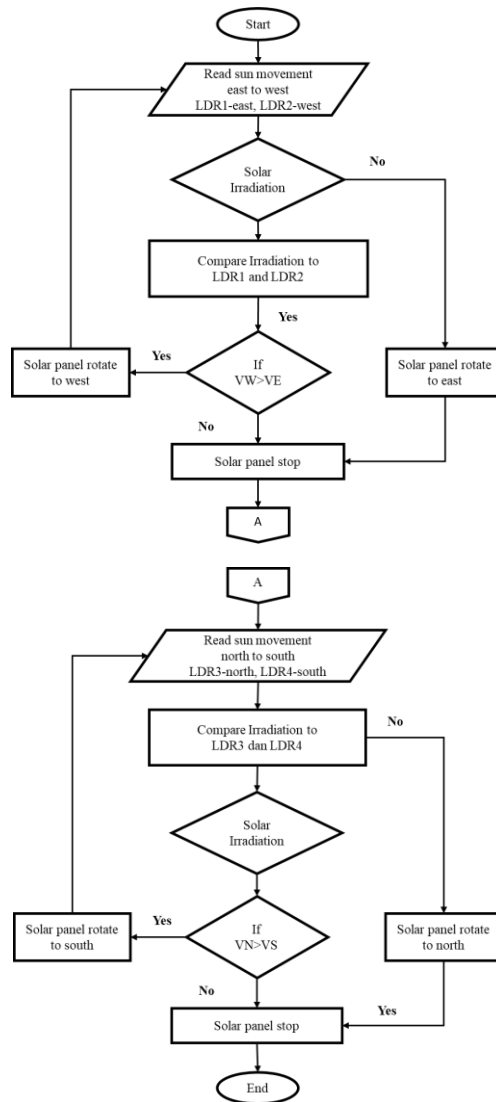 Start
Read sun movement
east to west
LDR1-east, LDR2-west
No
Solar
Irradiation
Compare Irradiation to
LDR1 and LDR2
Yes
Solar panel rotate
to west
Yes
If
VW>VE
Solar panel rotate
to east
No
Solar panel stop
A
A
Read sun movement
north to south
LDR3-north, LDR4-south
Compare Irradiation to
LDR3 dan LDR4
No
Solar
Irradiation
Solar panel rotate
to south
Yes
If
VN>VS
Solar panel rotate
to north
No
Yes
Solar panel stop
End